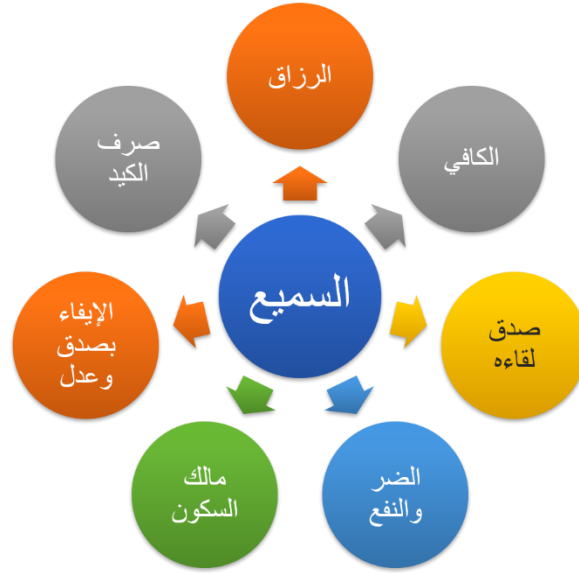 السميع
الرزاق
الكافي
صدق
لقاءه
الضر
والنفع
مالك
السكون
الإيفاء
بصدق
وعدل
صرف
الكيد